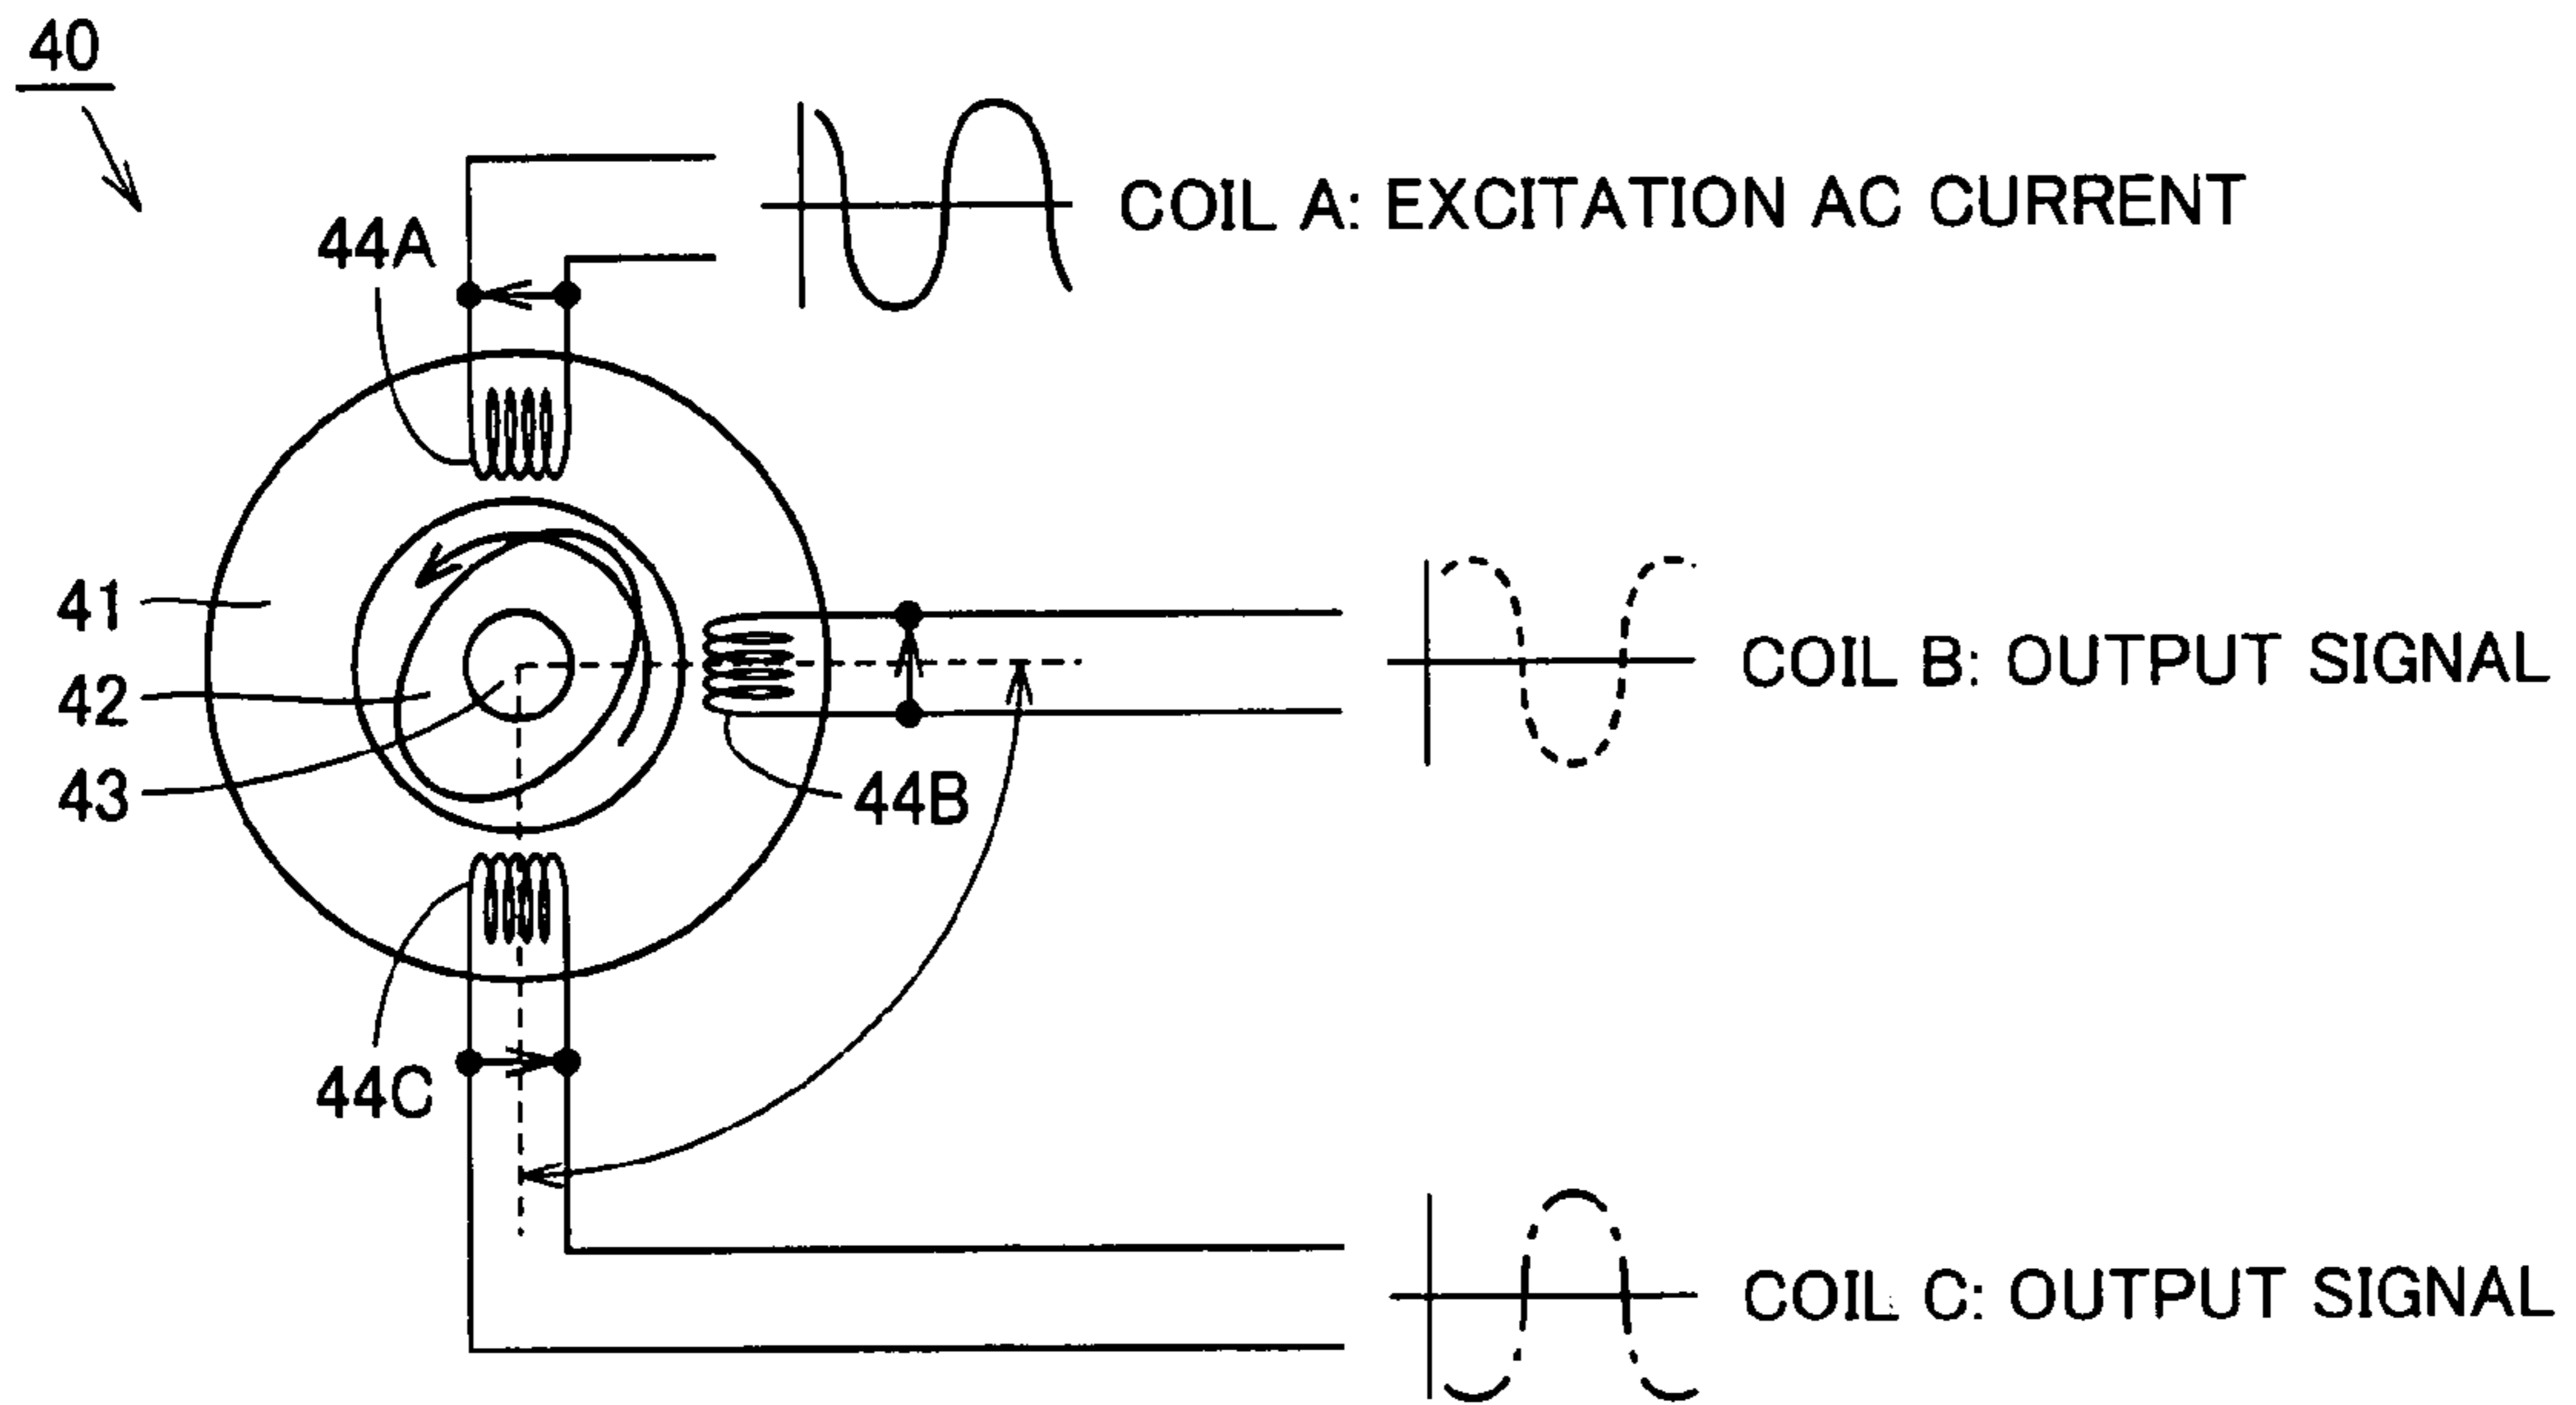 40
44A
COIL A: EXCITATION AC CURRENT
41
42
43
44B
COIL B: OUTPUT SIGNAL
44C
COIL C: OUTPUT SIGNAL